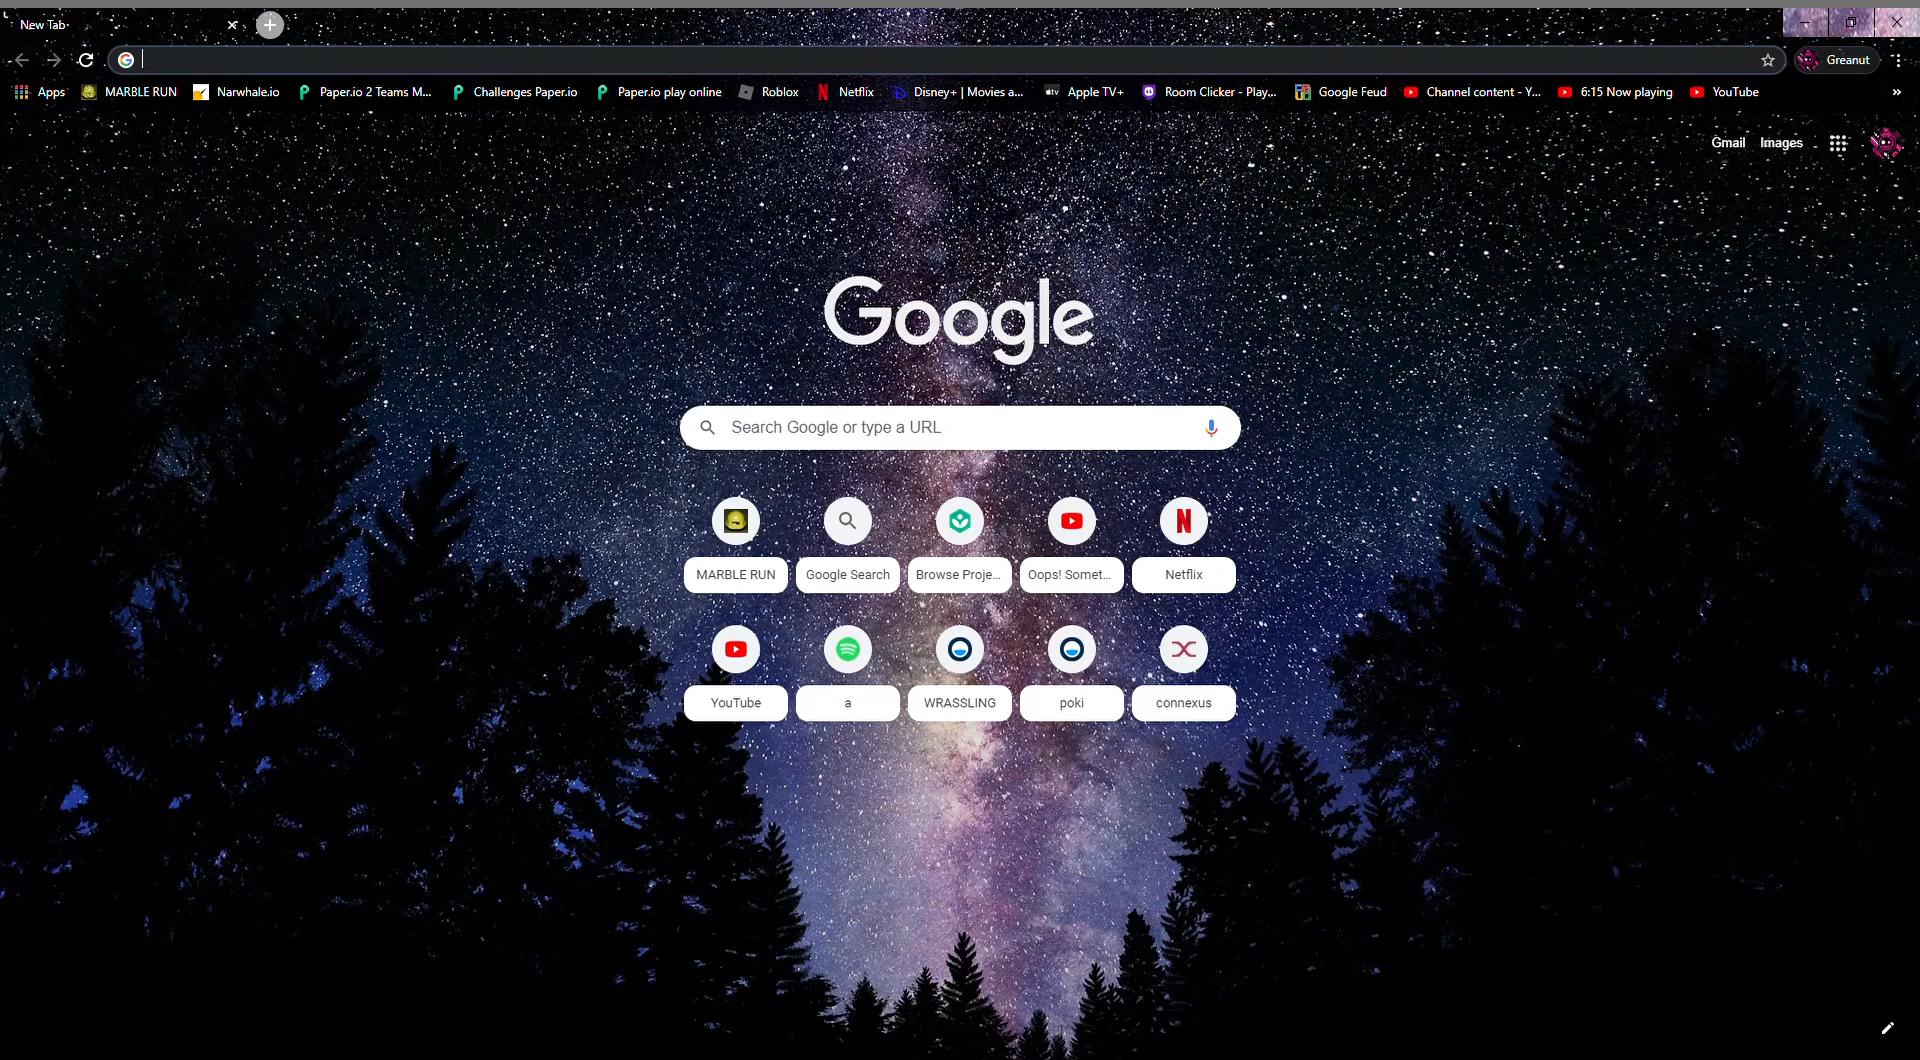 New Tab
Greanut
Apps MARBLE RUN Narwhale.io Paper.io 2 Teams M... Challenges Paper.io Paper.io play online Roblox Netflix Disney+ | Movies a... Apple TV+ Room Clicker - Play... Google Feud Channel content - Y... 6:15 Now playing YouTube »
Gmail Images
Google
Search Google or type a URL
MARBLE RUN Google Search Browse Proje... Oops! Somet... Netflix
YouTube a WRASSLING poki connexus